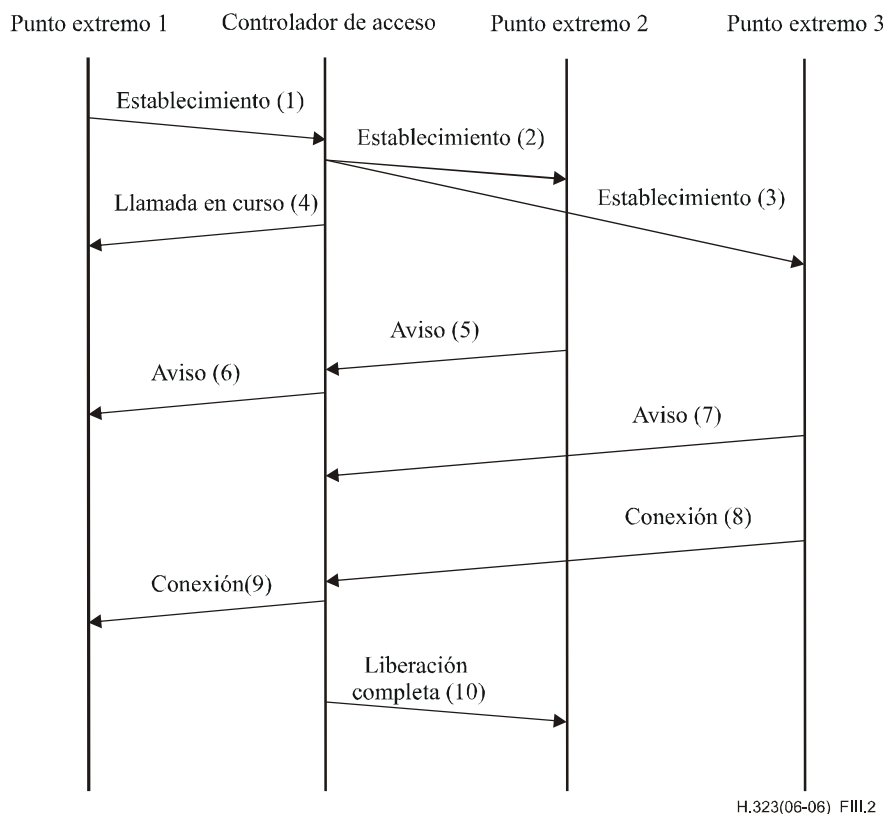 Punto extremo 1
Controlador de acceso
Punto extremo 2
Punto extremo 3
Establecimiento (1)
Establecimiento (2)
Establecimiento (3)
Llamada en curso (4)
Aviso (5)
Aviso (6)
Aviso (7)
Conexión (8)
Conexión(9)
Liberación
completa (10)
H.323(06-06)_FIII.2